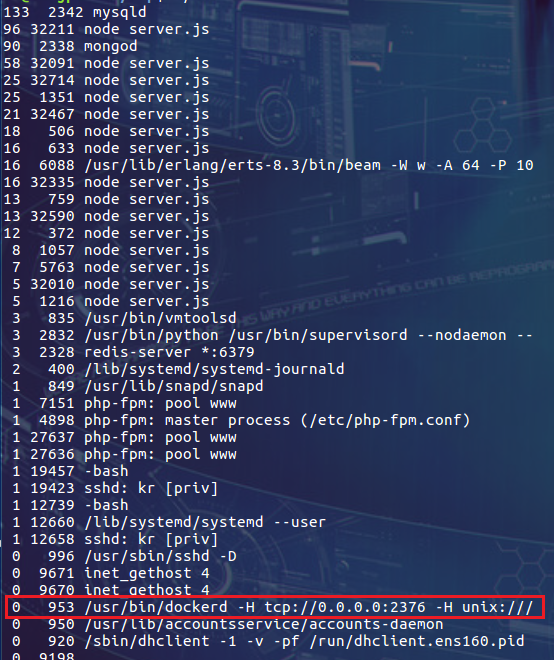 133 2342 mysqld
96 32211 node server.js
90 2338 mongod
58 32091 node server.js
25 32714 node server.js
25 1351 node server.js
21 32467 node server.js
18 506 node server.js
16 633 node server.js
16 6088 /usr/lib/erlang/erts-8.3/bin/beam -W w -A 64 -P 10
16 32335 node server.js
13 759 node server.js
13 32590 node server.js
12 372 node server.js
8 1057 node server.js
7 5763 node server.js
5 32010 node server.js
5 1216 node server.js
3 835 /usr/bin/vmtoolsd
3 2832 /usr/bin/python /usr/bin/supervisord --nodaemon --
3 2328 redis-server *:6379
2 400 /lib/systemd/systemd-journald
1 849 /usr/lib/snapd/snapd
1 7151 php-fpm: pool www
1 4898 php-fpm: master process (/etc/php-fpm.conf)
1 27637 php-fpm: pool www
1 27636 php-fpm: pool www
1 19457 -bash
1 19423 sshd: kr [priv]
1 12739 -bash
1 12660 /lib/systemd/systemd --user
1 12658 sshd: kr [priv]
0 996 /usr/sbin/sshd -D
0 9671 inet_gethost 4
0 9670 inet_gethost 4
0 953 /usr/bin/dockerd -H tcp://0.0.0.0:2376 -H unix:///
0 950 /usr/lib/accountsservice/accounts-daemon
0 920 /sbin/dhclient -1 -v -pf /run/dhclient.ens160.pid
0 9198